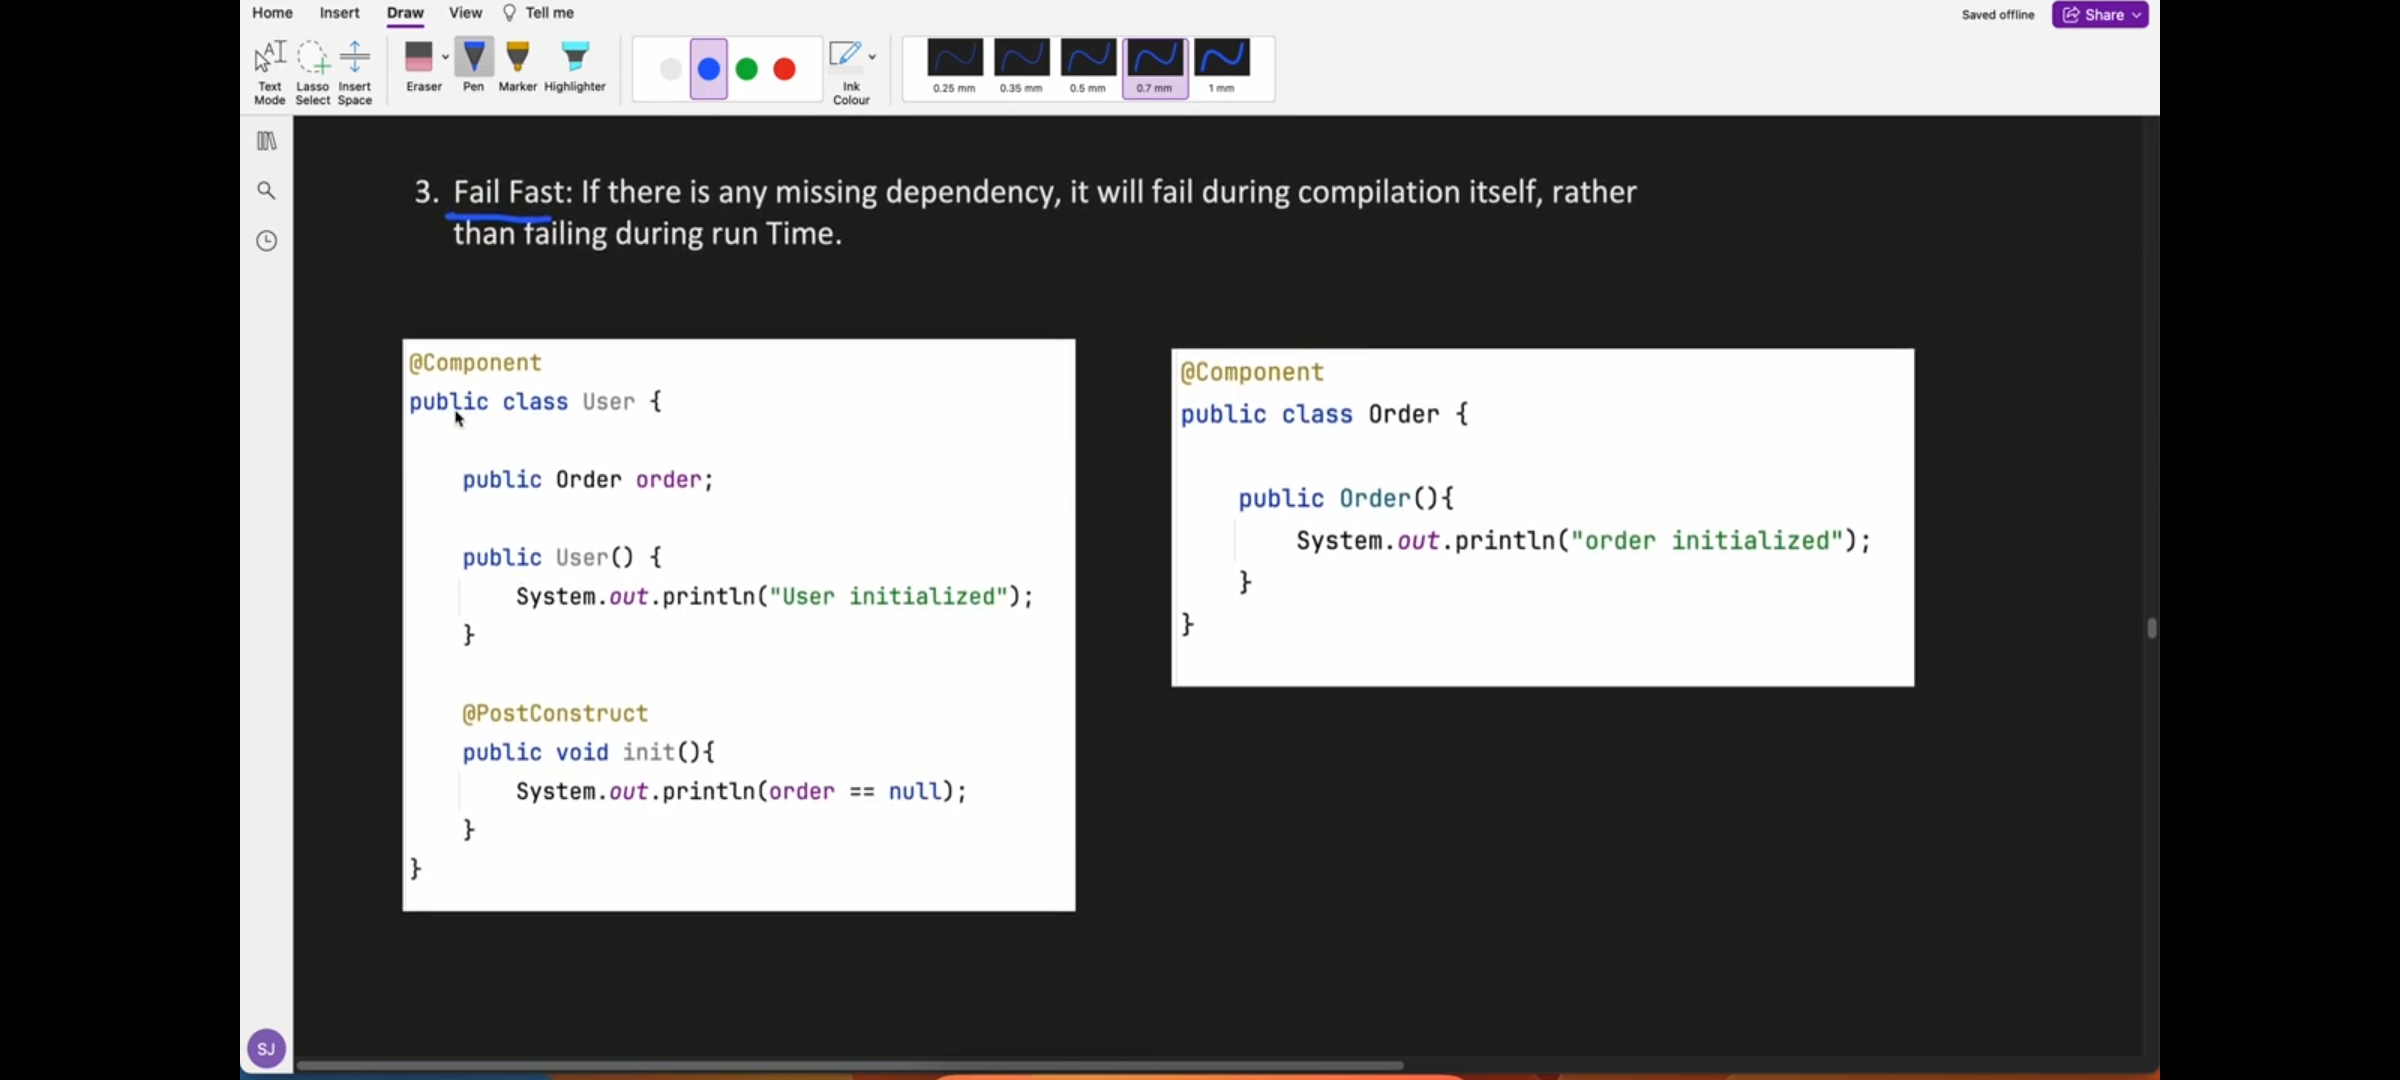 Home Insert Draw View Tell me
Saved offline Share
Text Mode
Lasso Select
Insert Space
Eraser Pen Marker Highlighter
Ink Colour
0.25 mm 0.35 mm 0.5 mm 0.7 mm 1 mm
3. Fail Fast: If there is any missing dependency, it will fail during compilation itself, rather
than failing during run Time.
@Component
public class User {
public Order order;
public User() {
System.out.println("User initialized");
}
@PostConstruct
public void init(){
System.out.println(order == null);
}
}
@Component
public class Order {
public Order(){
System.out.println("order initialized");
}
}
SJ